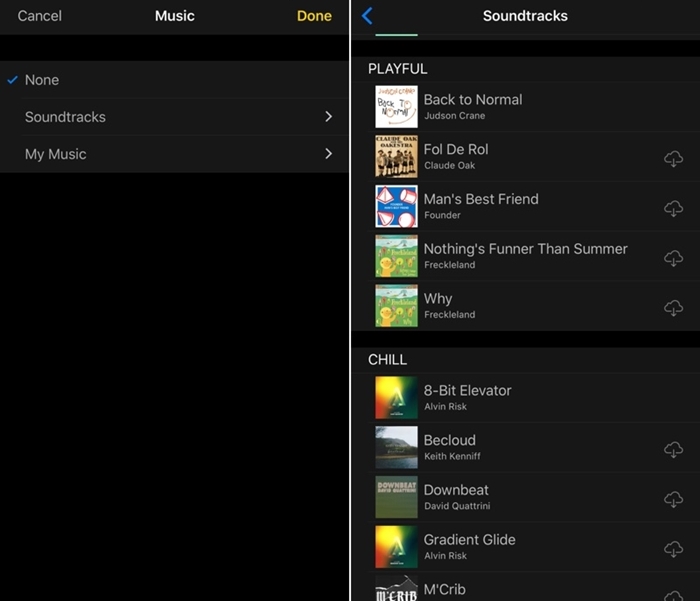 Cancel
Music
Done
None
Soundtracks
My Music
Soundtracks
PLAYFUL
JUDSON CRANE
BACK TO NORMAL
Back to Normal
Judson Crane
CLAUDE OAK
OAKESTRA
Fol De Rol
Claude Oak
Man's Best Friend
Founder
Freckleland
Nothing's Funner Than Summer
Freckleland
Freckleland
Why
Why
Freckleland
CHILL
8-Bit Elevator
Alvin Risk
Becloud
Keith Kenniff
DOWNBEAT
DAVID QUATTRINI
Downbeat
David Quattrini
Gradient Glide
Alvin Risk
M'CRIB
M'Crib